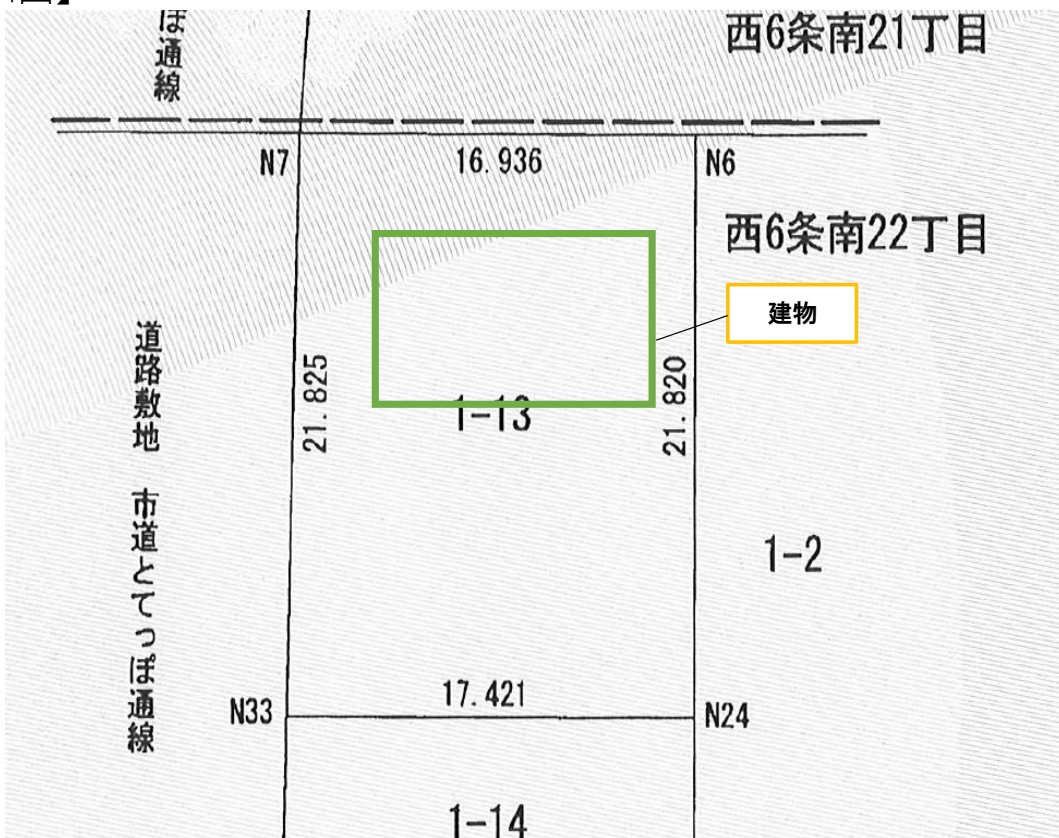 図】
ぽ通線
西6条南21丁目
N7
16.936
N6
西6条南22丁目
建物
道路敷地 市道とてっぽ通線
21.825
21.820
1-13
1-2
N33
17.421
N24
1-14